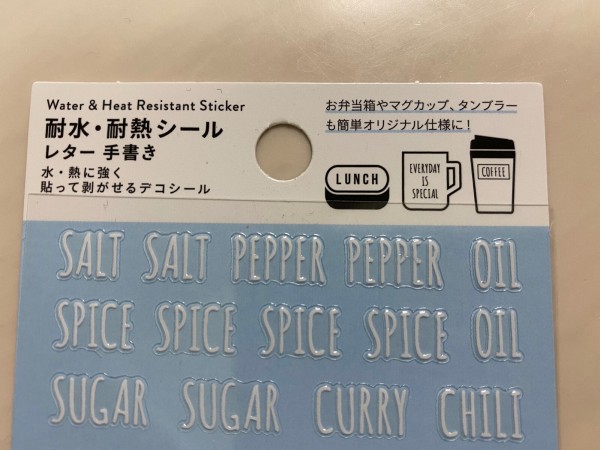 Water & Heat Resistant Sticker
耐水・耐熱シール
レター 手書き
水・熱に強く
貼って剥がせるデコシール
お弁当箱やマグカップ、タンブラー
も簡単オリジナル仕様に!
LUNCH
EVERYDAY
IS
SPECIAL
COFFEE
SALT SALT PEPPER PEPPER OIL
SPICE SPICE SPICE SPICE OIL
SUGAR SUGAR CURRY CHILI